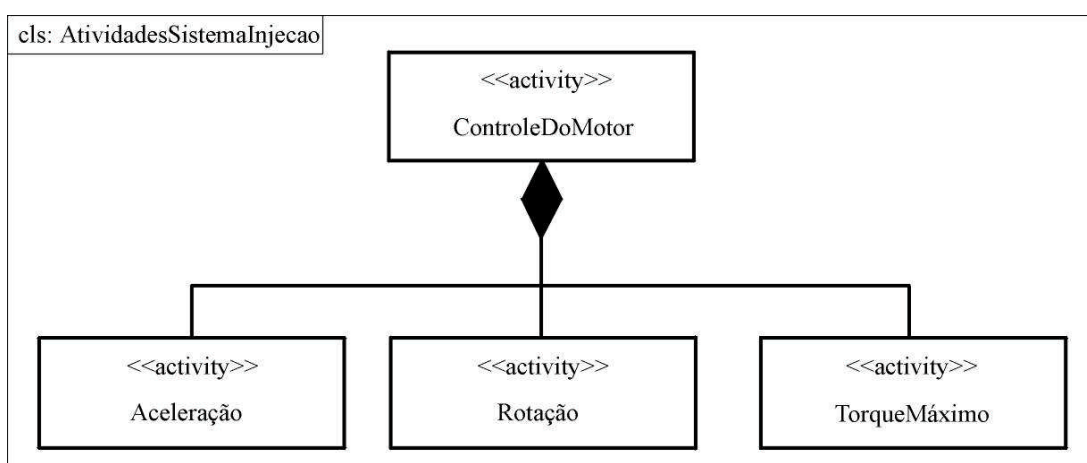 cls: AtividadesSistemaInjecao
<<activity>>
ControleDoMotor
<<activity>>
Aceleração
<<activity>>
Rotação
<<activity>>
TorqueMáximo